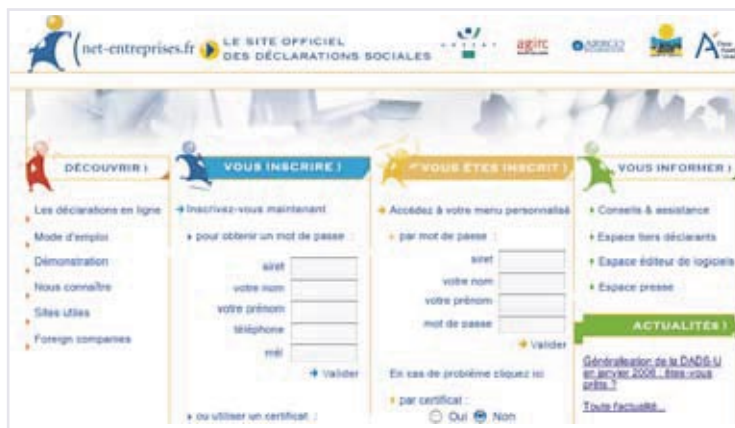 net-entreprises.fr
LE SITE OFFICIEL
DES DÉCLARATIONS SOCIALES
agirc
ARRCO
DÉCOUVRIR
Les déclarations en ligne
Mode d'emploi
Démonstration
Nous connaître
Sites utiles
Foreign companies
VOUS INSCRIRE
Inscrivez-vous maintenant
pour obtenir un mot de passe :
siret
votre nom
votre prénom
téléphone
mél
Valider
ou utiliser un certificat :
VOUS ÊTES INSCRIT
Accédez à votre menu personnalisé
par mot de passe :
siret
votre nom
votre prénom
mot de passe
Valider
En cas de problème cliquez ici
par certificat :
Oui Non
VOUS INFORMER
Conseils & assistance
Espace tiers déclarants
Espace éditeur de logiciels
Espace presse
ACTUALITÉS
Généralisation de la DADS-U
en janvier 2006 : êtes-vous
prêts ?
Toute l'actualité...